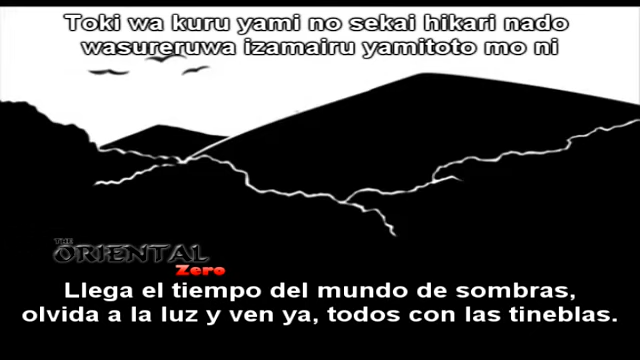 Toki wa kuru yami no sekai hikari nado
wasureruwa izamairu yamitoto mo ni
THE
ORIENTAL
Zero
Llega el tiempo del mundo de sombras,
olvida a la luz y ven ya, todos con las tineblas.